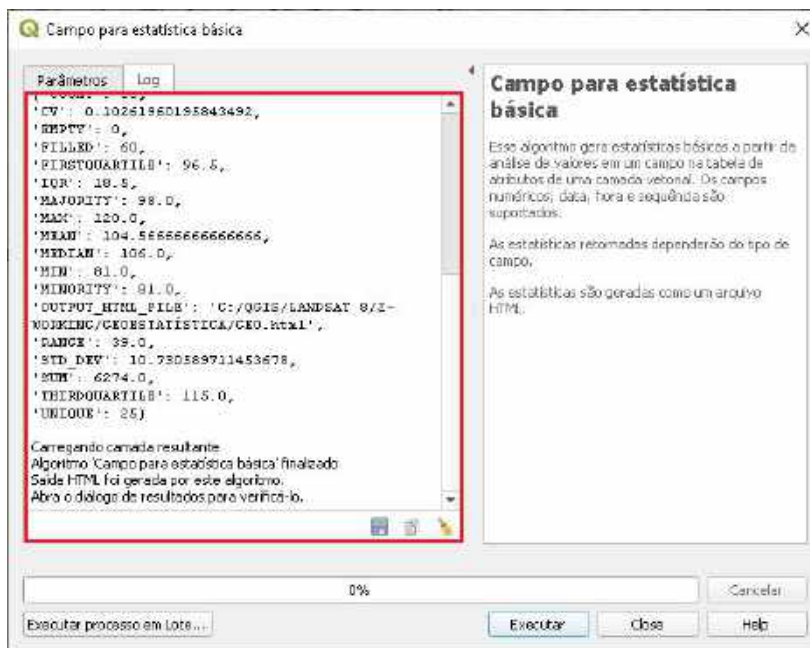 Campo para estatística básica
Parâmetros
Log
'CV': 0.10261960195843492,
'EMPTY': 0,
'FILLED': 60,
'FIRSTQUARTILE': 96.5,
'IQR': 18.5,
'MAJORITY': 98.0,
'MAX': 120.0,
'MEAN': 104.56666666666666,
'MEDIAN': 106.0,
'MIN': 81.0,
'MINORITY': 81.0,
'OUTPUT_HTML_FILE': 'C:/QGIS/LANDSAT 8/Z-
WORKING/GEOESTATÍSTICA/GEO.html',
'RANGE': 39.0,
'STD_DEV': 10.730589711453678,
'SUM': 6274.0,
'THIRDQUARTILE': 115.0,
'UNIQUE': 25}
Carregando camada resultante
Algoritmo 'Campo para estatística básica' finalizado
Saída HTML foi gerada por este algoritmo.
Abra o diálogo de resultados para verificá-lo.
Campo para estatística
básica
Esse algoritmo gera estatísticas básicas a partir da
análise de valores em um campo na tabela de
atributos de uma camada vetorial. Os campos
numéricos, data, hora e sequência são
suportados.
As estatísticas retornadas dependerão do tipo de
campo.
As estatísticas são geradas como um arquivo
HTML.
0%
Cancelar
Executar processo em Lote...
Executar
Close
Help